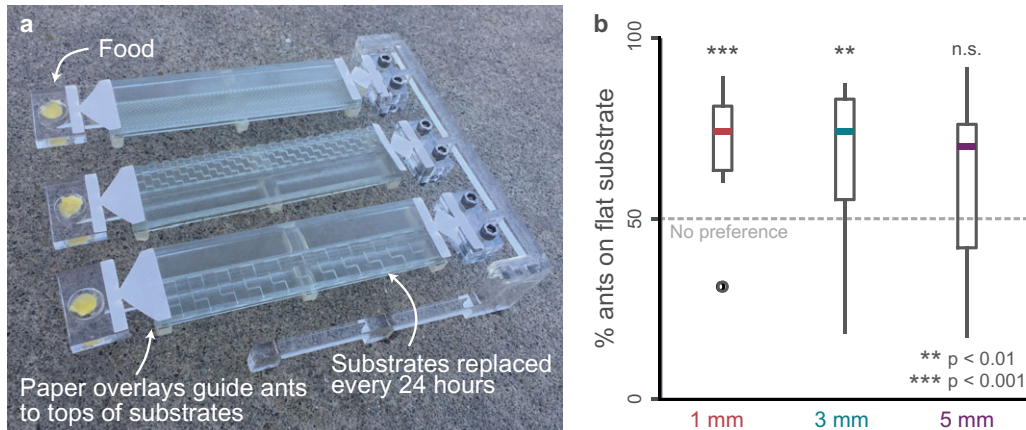 a
Food
Paper overlays guide ants
to tops of substrates
Substrates replaced
every 24 hours
b
% ants on flat substrate
100
50
0
***
**
n.s.
No preference
** p < 0.01
*** p < 0.001
1 mm
3 mm
5 mm